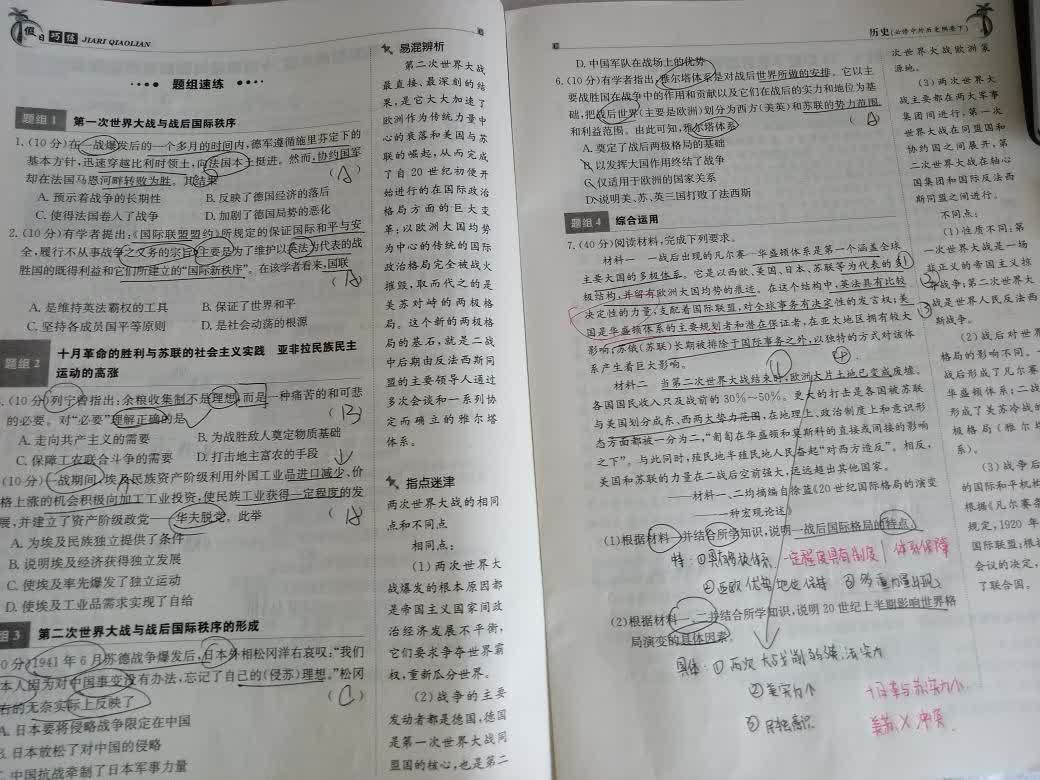 假日巧练 JIARI QIAOLIAN
题组速练
题组1 第一次世界大战与战后国际秩序
1.(10分)在一战爆发后的一个多月的时间内,德军遵循施里芬定下的
基本方针,迅速穿越比利时领土,向法国本土挺进。然而,协约国军
却在法国马恩河畔转败为胜。其结果 (A)
A. 预示着战争的长期性 B. 反映了德国经济的落后
C. 使得法国卷入了战争 D. 加剧了德国局势的恶化
2.(10分)有学者提出:《国际联盟盟约》所规定的保证国际和平与安
全,履行不从事战争之义务的宗旨,主要是为了维护以英法为代表的战
胜国的既得利益和它们所建立的“国际新秩序”。在该学者看来,国联
(A)
A. 是维持英法霸权的工具 B. 保证了世界和平
C. 坚持各成员国平等原则 D. 是社会动荡的根源
题组2 十月革命的胜利与苏联的社会主义实践 亚非拉民族民主
运动的高涨
(10分)列宁曾指出:余粮收集制不是理想,而是一种痛苦的和可悲
的必要。对“必要”理解正确的是 (B)
A. 走向共产主义的需要 B. 为战胜敌人奠定物质基础
C. 保障工农联合斗争的需要 D. 打击地主富农的手段
(10分)一战期间,埃及民族资产阶级利用外国工业品进口减少、价
格上涨的机会积极向加工工业投资,使民族工业获得一定程度的发
展,并建立了资产阶级政党——华夫脱党。此举 (A)
A. 为埃及民族独立提供了条件
B. 说明埃及经济获得独立发展
C. 使埃及率先爆发了独立运动
D. 使埃及工业品需求实现了自给
组3 第二次世界大战与战后国际秩序的形成
0分)1941年6月苏德战争爆发后,日本外相松冈洋右哀叹:“我们
本人因为对中国事变没有办法,忘记了自己的(侵苏)理想。”松冈
右的无奈实际上反映了 (C)
A. 日本要将侵略战争限定在中国
B. 日本放松了对中国的侵略
中国抗战牵制了日本军事力量
易混辨析
第二次世界大战
最直接、最深刻的结
果,是它大大加速了
欧洲作为传统力量中
心的衰落和美国与苏
联的崛起,从而完成
了自20世纪初便开
始进行的在国际政治
格局方面的巨大变
革;以欧洲大国均势
为中心的传统的国际
政治格局完全被战火
摧毁,取而代之的是
美苏对峙的两极格
局。这个新的两极格
局的基石,就是二战
中后期由反法西斯同
盟的主要领导人通过
多次会谈和一系列协
定而确立的雅尔塔
体系。
指点迷津
两次世界大战的相同
点和不同点
相同点:
(1)两次世界大
战爆发的根本原因都
是帝国主义国家间政
治经济发展不平衡,
它们要求争夺世界霸
权,重新瓜分世界。
(2)战争的主要
发动者都是德国,德国
是第一次世界大战同
盟国的核心,也是第二
历史(必修中外历史纲要下)
D. 中国军队在战场上的优势
6.(10分)有学者指出,雅尔塔体系是对战后世界所做的安排。它以主
要战胜国在战争中的作用和贡献以及它们在战后的实力和地位为基
础,把战后世界(主要是欧洲)划分为西方(美英)和苏联的势力范围
和利益范围。由此可知,雅尔塔体系 (A)
A. 奠定了战后两极格局的基础
B. 以发挥大国作用终结了战争
C. 仅适用于欧洲的国家关系
D. 说明美、苏、英三国打败了法西斯
题组4 综合运用
7.(40分)阅读材料,完成下列要求。
材料一 一战后出现的凡尔赛—华盛顿体系是第一个涵盖全球
主要大国的多极体系。它是以西欧、美国、日本、苏联等为代表的多①
极结构,并留有欧洲大国均势的痕迹。在这个结构中,英法具有比较②
决定性的力量,支配着国际联盟,对全球事务有决定性的发言权;美
国是华盛顿体系的主要规划者和潜在保证者,在亚太地区拥有较大③
影响;苏俄(苏联)长期被排除于国际事务之外,以独特的方式对该体
系产生着巨大影响。 ① ④
材料二 当第二次世界大战结束时,欧洲大片土地已变成废墟。
各国国民收入只及战前的30%~50%。更大的打击是各国被苏联
与美国划分成东、西两大势力范围,在地理上、政治制度上和意识形
态方面都被一分为二,“匍匐在华盛顿和莫斯科的直接或间接的影响
之下”。与此同时,殖民地半殖民地人民奋起“对西方造反”。相反,
美国和苏联的力量在二战后空前强大,远远超出其他国家。
——材料一、二均摘编自徐蓝《20世纪国际格局的演变
——一种宏观论述》
(1)根据材料一并结合所学知识,说明一战后国际格局的特点。
特:① 一定程度具有制度 体系保障
②西欧优势地位保持 ③多重力量出现
(2)根据材料一、二并结合所学知识,说明20世纪上半期影响世界格
局演变的具体因素。
具体:①两次大战削弱英法实力
②美实力↑ 十月革命与苏实力↑
③民独意识 美苏
次世界大战欧洲策
源地。
(3)两次世界大
战主要都在两大军事
集团间进行,第一次
世界大战在同盟国和
协约国之间展开,第
二次世界大战在轴心
国集团和国际反法西
斯同盟之间进行。
不同点:
(1)性质不同:第
一次世界大战是一场
非正义的帝国主义掠
夺战争;第二次世界大
战是世界人民反法西
斯战争。
(2)战后对世界
格局的影响不同。一
战后形成了凡尔赛
华盛顿体系;二战
形成了美苏冷战的
极格局(雅尔塔
系)。
(3)战争后
的国际和平机构
根据《凡尔赛条
规定,1920年
国际联盟;根据
会议的决定,
了联合国。